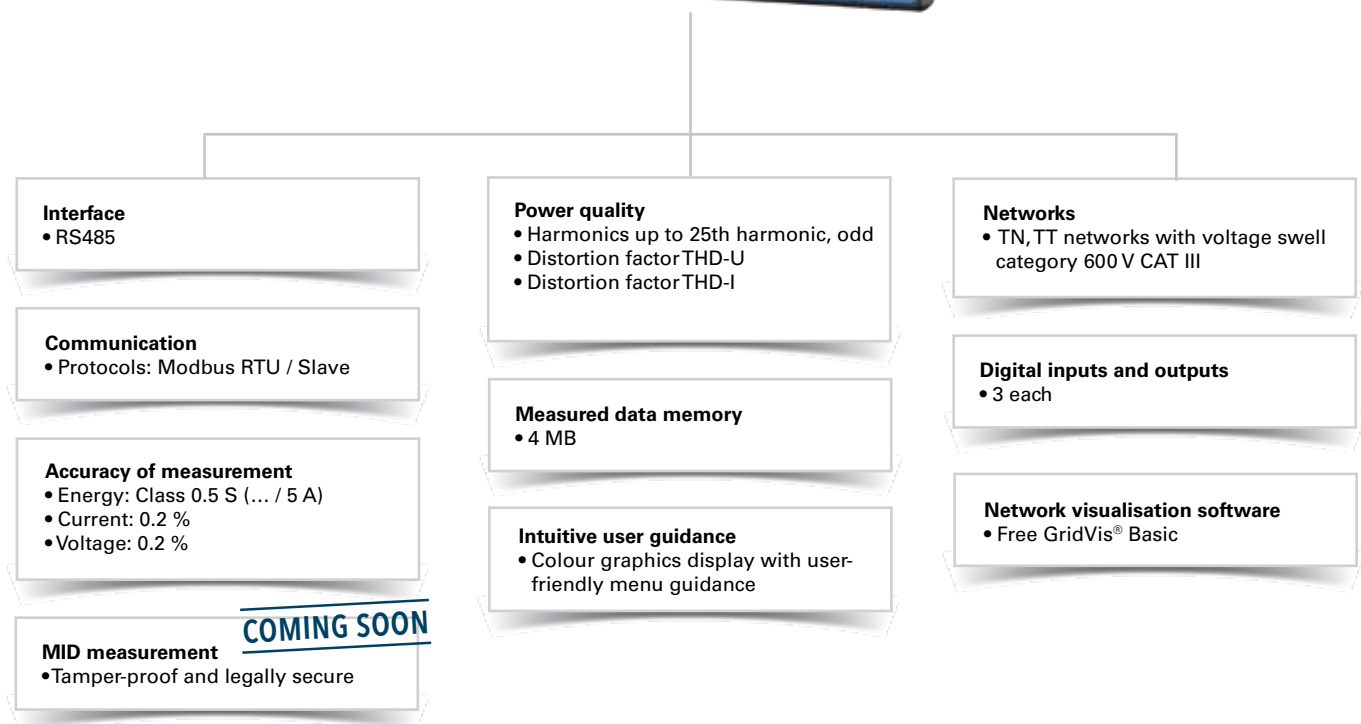 Interface
• RS485
Communication
• Protocols: Modbus RTU / Slave
Accuracy of measurement
• Energy: Class 0.5 S (… / 5 A)
• Current: 0.2 %
• Voltage: 0.2 %
COMING SOON
MID measurement
•Tamper-proof and legally secure
Power quality
• Harmonics up to 25th harmonic, odd
• Distortion factor THD-U
• Distortion factor THD-I
Measured data memory
• 4 MB
Intuitive user guidance
• Colour graphics display with user-
friendly menu guidance
Networks
• TN, TT networks with voltage swell
category 600 V CAT III
Digital inputs and outputs
• 3 each
Network visualisation software
• Free GridVis® Basic